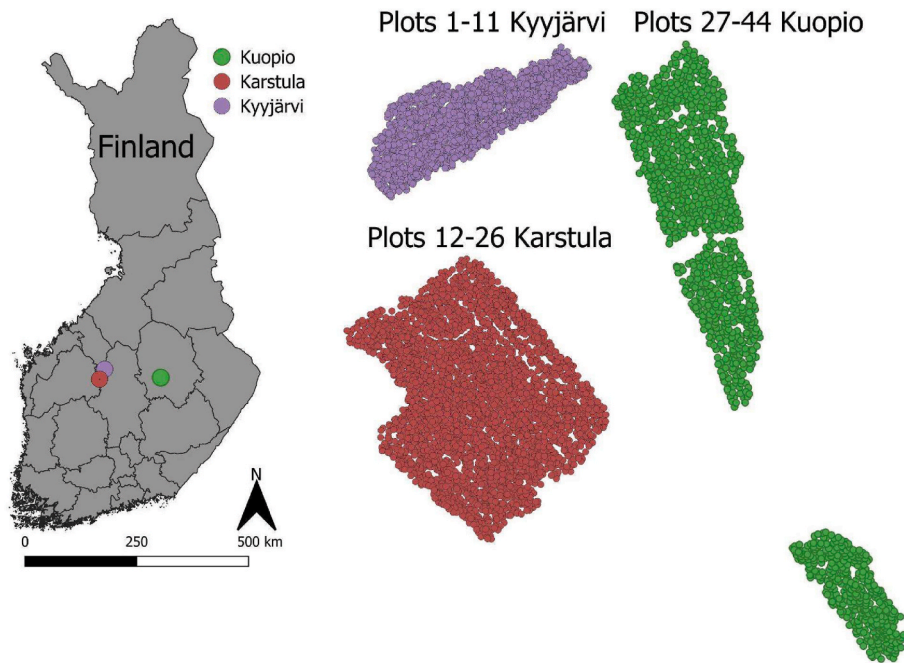 Kuopio
Karstula
Kyyjärvi
Finland
N
0 250 500 km
Plots 1-11 Kyyjärvi
Plots 27-44 Kuopio
Plots 12-26 Karstula